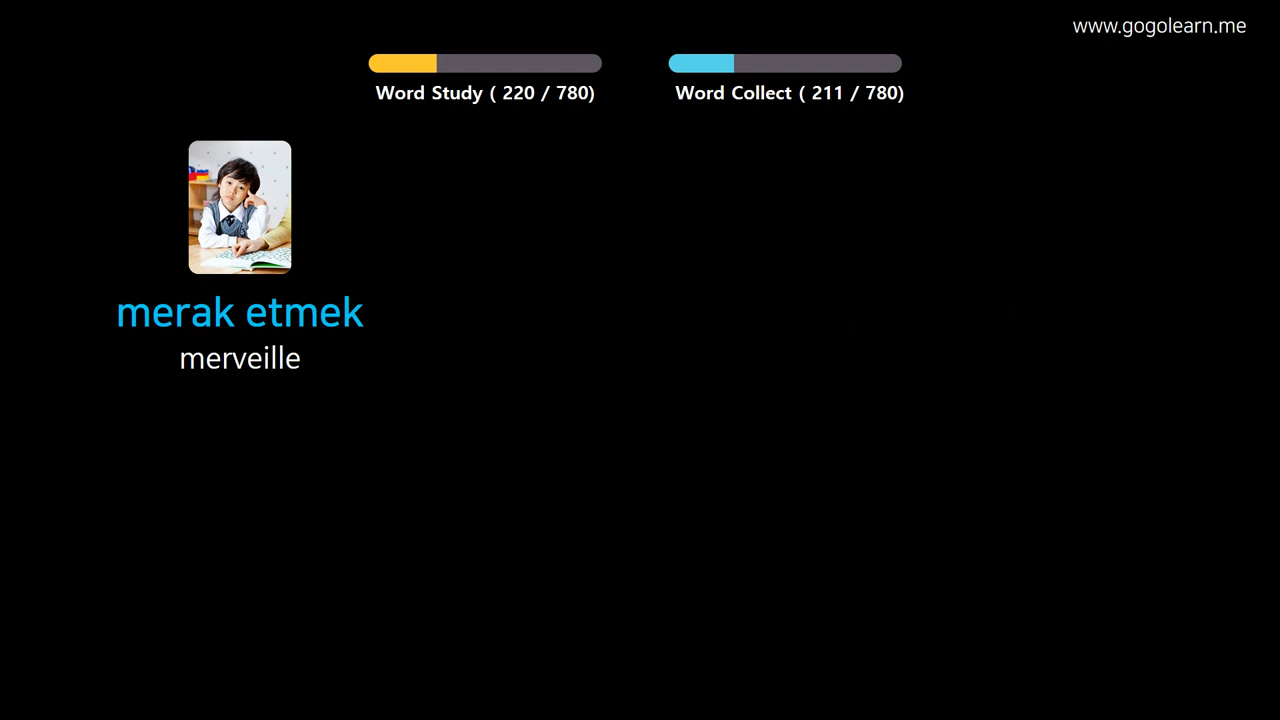 www.gogolearn.me
Word Study ( 220 / 780)
Word Collect ( 211 / 780)
merak etmek
merveille